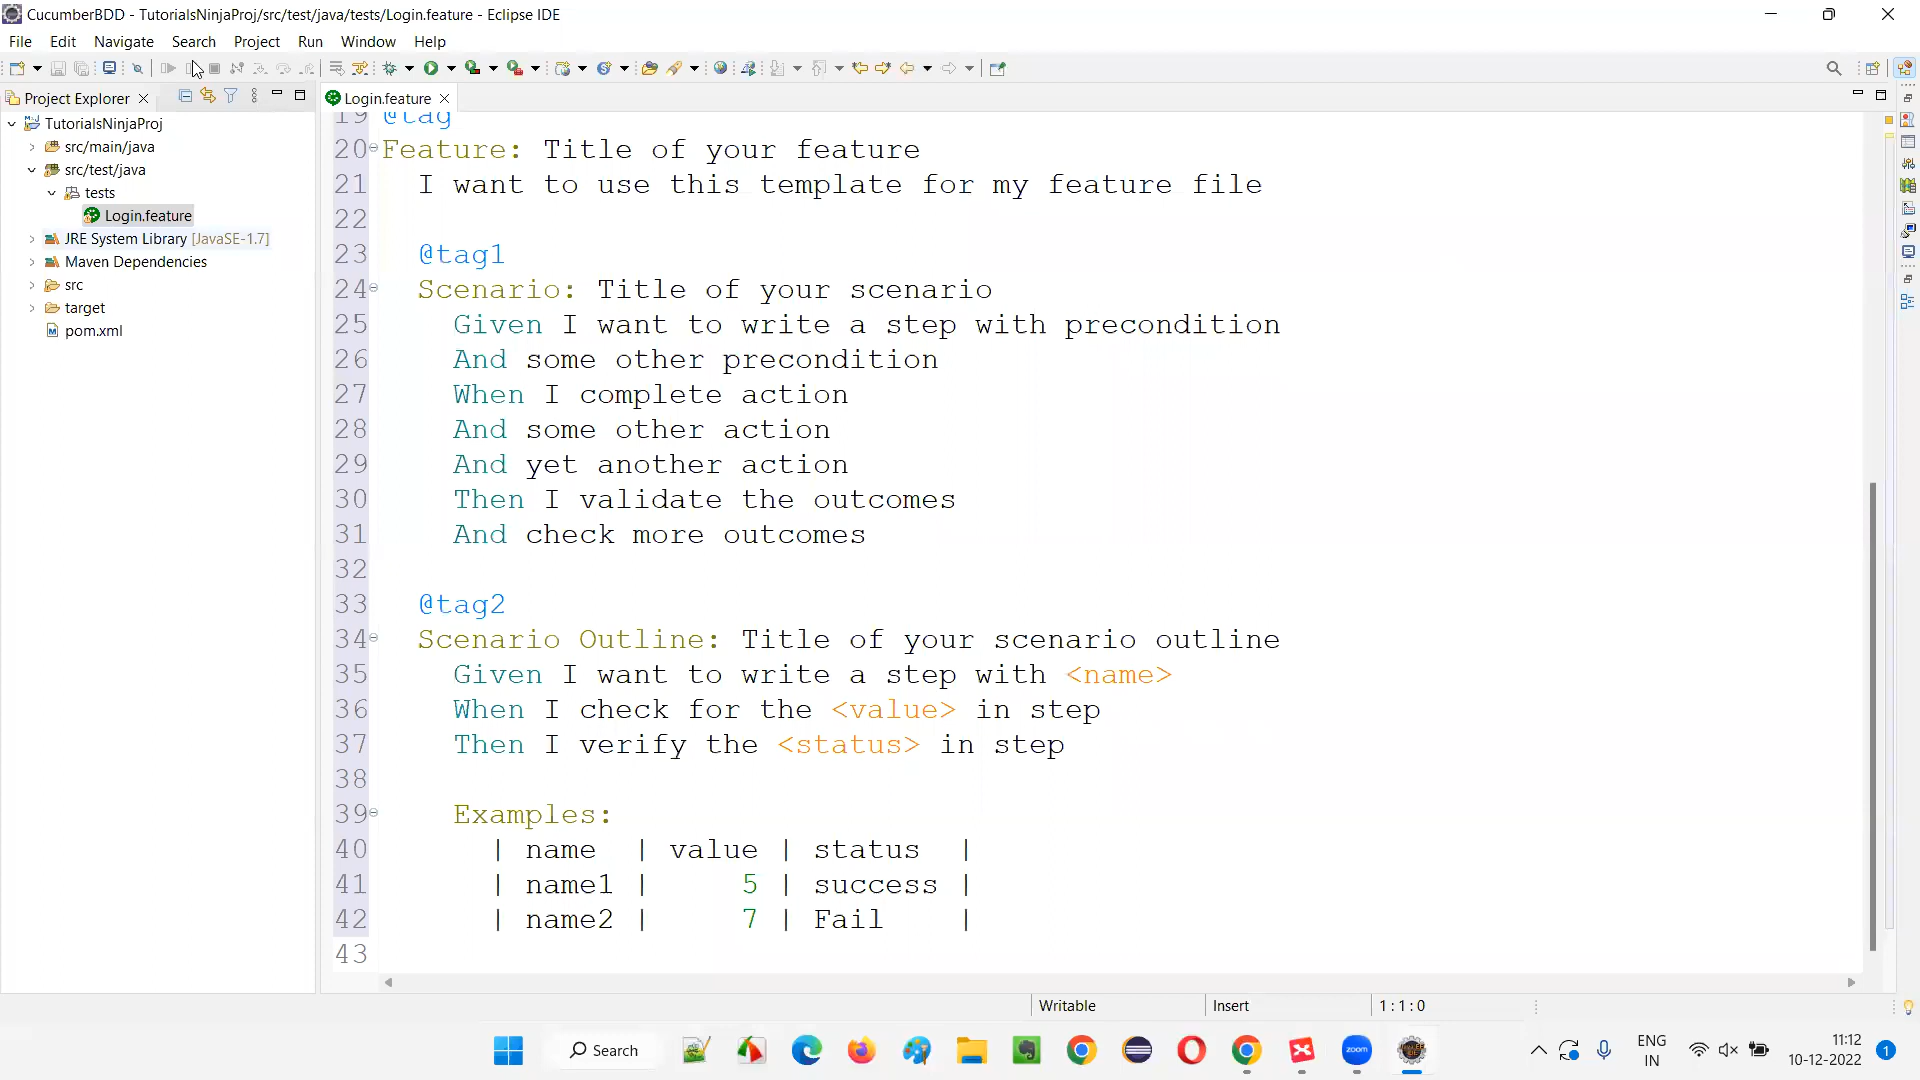 CucumberBDD - TutorialsNinjaProj/src/test/java/tests/Login.feature - Eclipse IDE
File Edit Navigate Search Project Run Window Help
Project Explorer
Login.feature
TutorialsNinjaProj
src/main/java
src/test/java
tests
Login.feature
JRE System Library [JavaSE-1.7]
Maven Dependencies
src
target
pom.xml
19 @tag
20 Feature: Title of your feature
21 I want to use this template for my feature file
22
23 @tag1
24 Scenario: Title of your scenario
25 Given I want to write a step with precondition
26 And some other precondition
27 When I complete action
28 And some other action
29 And yet another action
30 Then I validate the outcomes
31 And check more outcomes
32
33 @tag2
34 Scenario Outline: Title of your scenario outline
35 Given I want to write a step with <name>
36 When I check for the <value> in step
37 Then I verify the <status> in step
38
39 Examples:
40 | name | value | status |
41 | name1 | 5 | success |
42 | name2 | 7 | Fail |
43
Writable Insert 1 : 1 : 0
Search
zoom
ENG
IN
11:12
10-12-2022
1